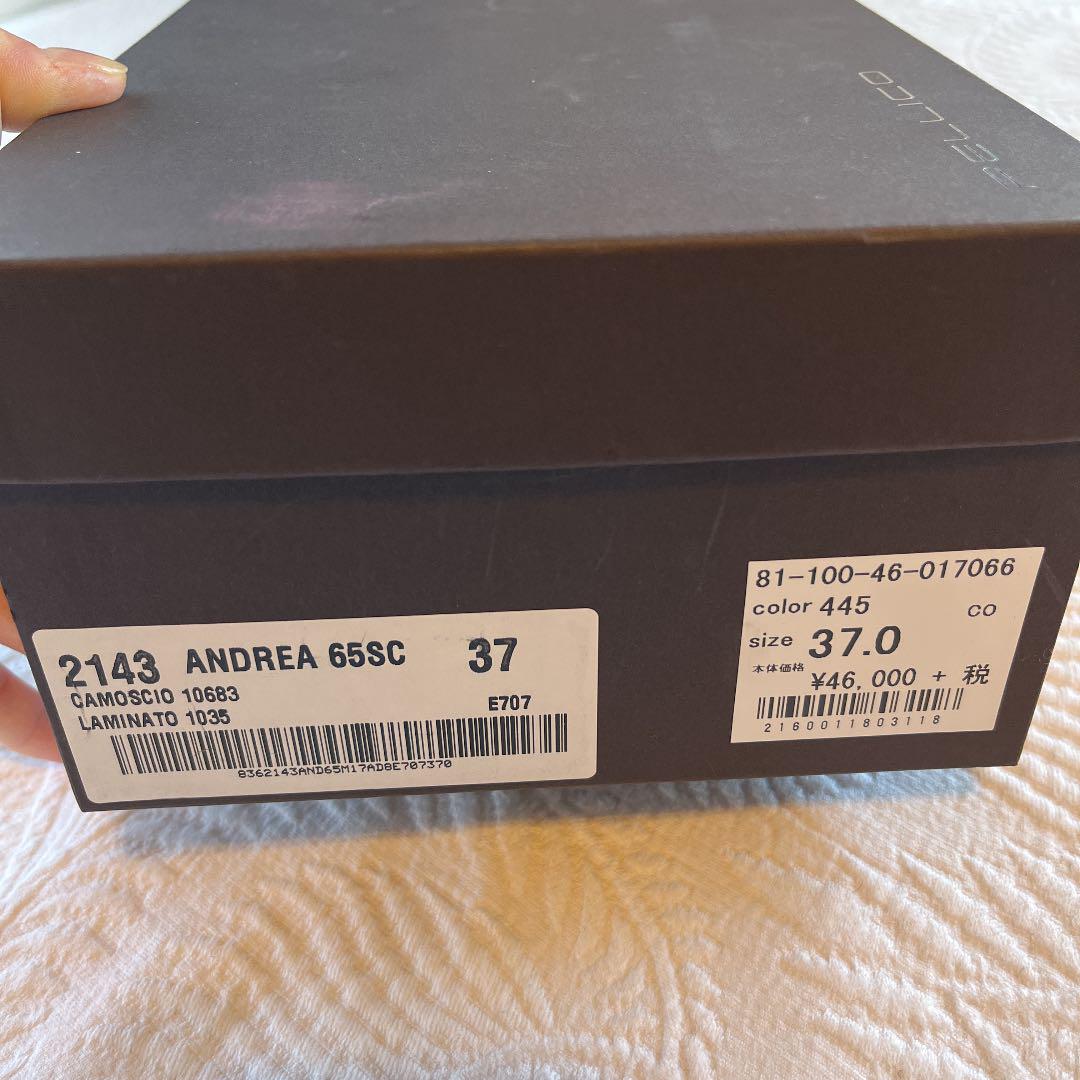 PELLICO
2143 ANDREA 65SC 37
CAMOSCIO 10683
LAMINATO 1035 E707
8362143AND65M17AD8E707370
81-100-46-017066
color 445 CO
size 37.0
本体価格
¥46,000 + 税
2160011803118